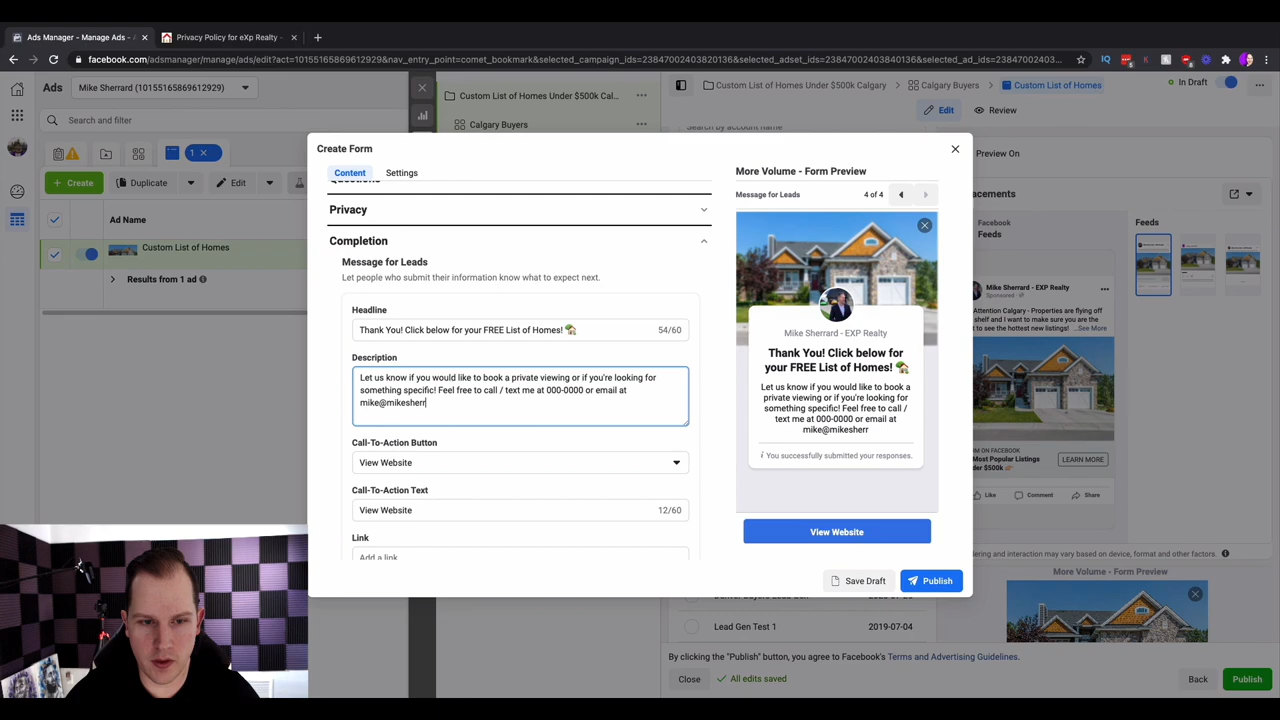 Ads Manager - Manage Ads - A
Privacy Policy for eXp Realty -
facebook.com/adsmanager/manage/ads/edit?act=10155165869612929&nav_entry_point=comet_bookmark&selected_campaign_ids=23847002403820136&selected_adset_ids=23847002403840136&selected_ad_ids=23847002403...
Ads
Mike Sherrard (10155165869612929)
Search and filter
1
Create
Duplicate
Edit
Ad Name
Custom List of Homes
Results from 1 ad
Custom List of Homes Under $500k Cal...
Calgary Buyers
Custom List of Homes Under $500k Calgary
Calgary Buyers
Custom List of Homes
In Draft
Edit
Review
Search by account name
Preview On
Create Form
Content
Settings
Questions
Privacy
Completion
Message for Leads
Let people who submit their information know what to expect next.
Headline
Thank You! Click below for your FREE List of Homes! 🏡
54/60
Description
Let us know if you would like to book a private viewing or if you're looking for
something specific! Feel free to call / text me at 000-0000 or email at
mike@mikesherr
Call-To-Action Button
View Website
Call-To-Action Text
View Website
12/60
Link
Add a link
More Volume - Form Preview
Message for Leads
4 of 4
Mike Sherrard - EXP Realty
Thank You! Click below for
your FREE List of Homes! 🏡
Let us know if you would like to book a
private viewing or if you're looking for
something specific! Feel free to call /
text me at 000-0000 or email at
mike@mikesherr
You successfully submitted your responses.
View Website
Save Draft
Publish
acements
Facebook
Feeds
Feeds
Mike Sherrard - EXP Realty
Sponsored
Attention Calgary - Properties are flying off
shelf and I want to make sure you are the
t to see the hottest new listings!
...See More
M ON FACEBOOK
Most Popular Listings
$500k
LEARN MORE
Like
Comment
Share
dering and interaction may vary based on device, format and other factors.
More Volume - Form Preview
Lead Gen Test 1
2019-07-04
By clicking the "Publish" button, you agree to Facebook's Terms and Advertising Guidelines.
Close
All edits saved
Back
Publish